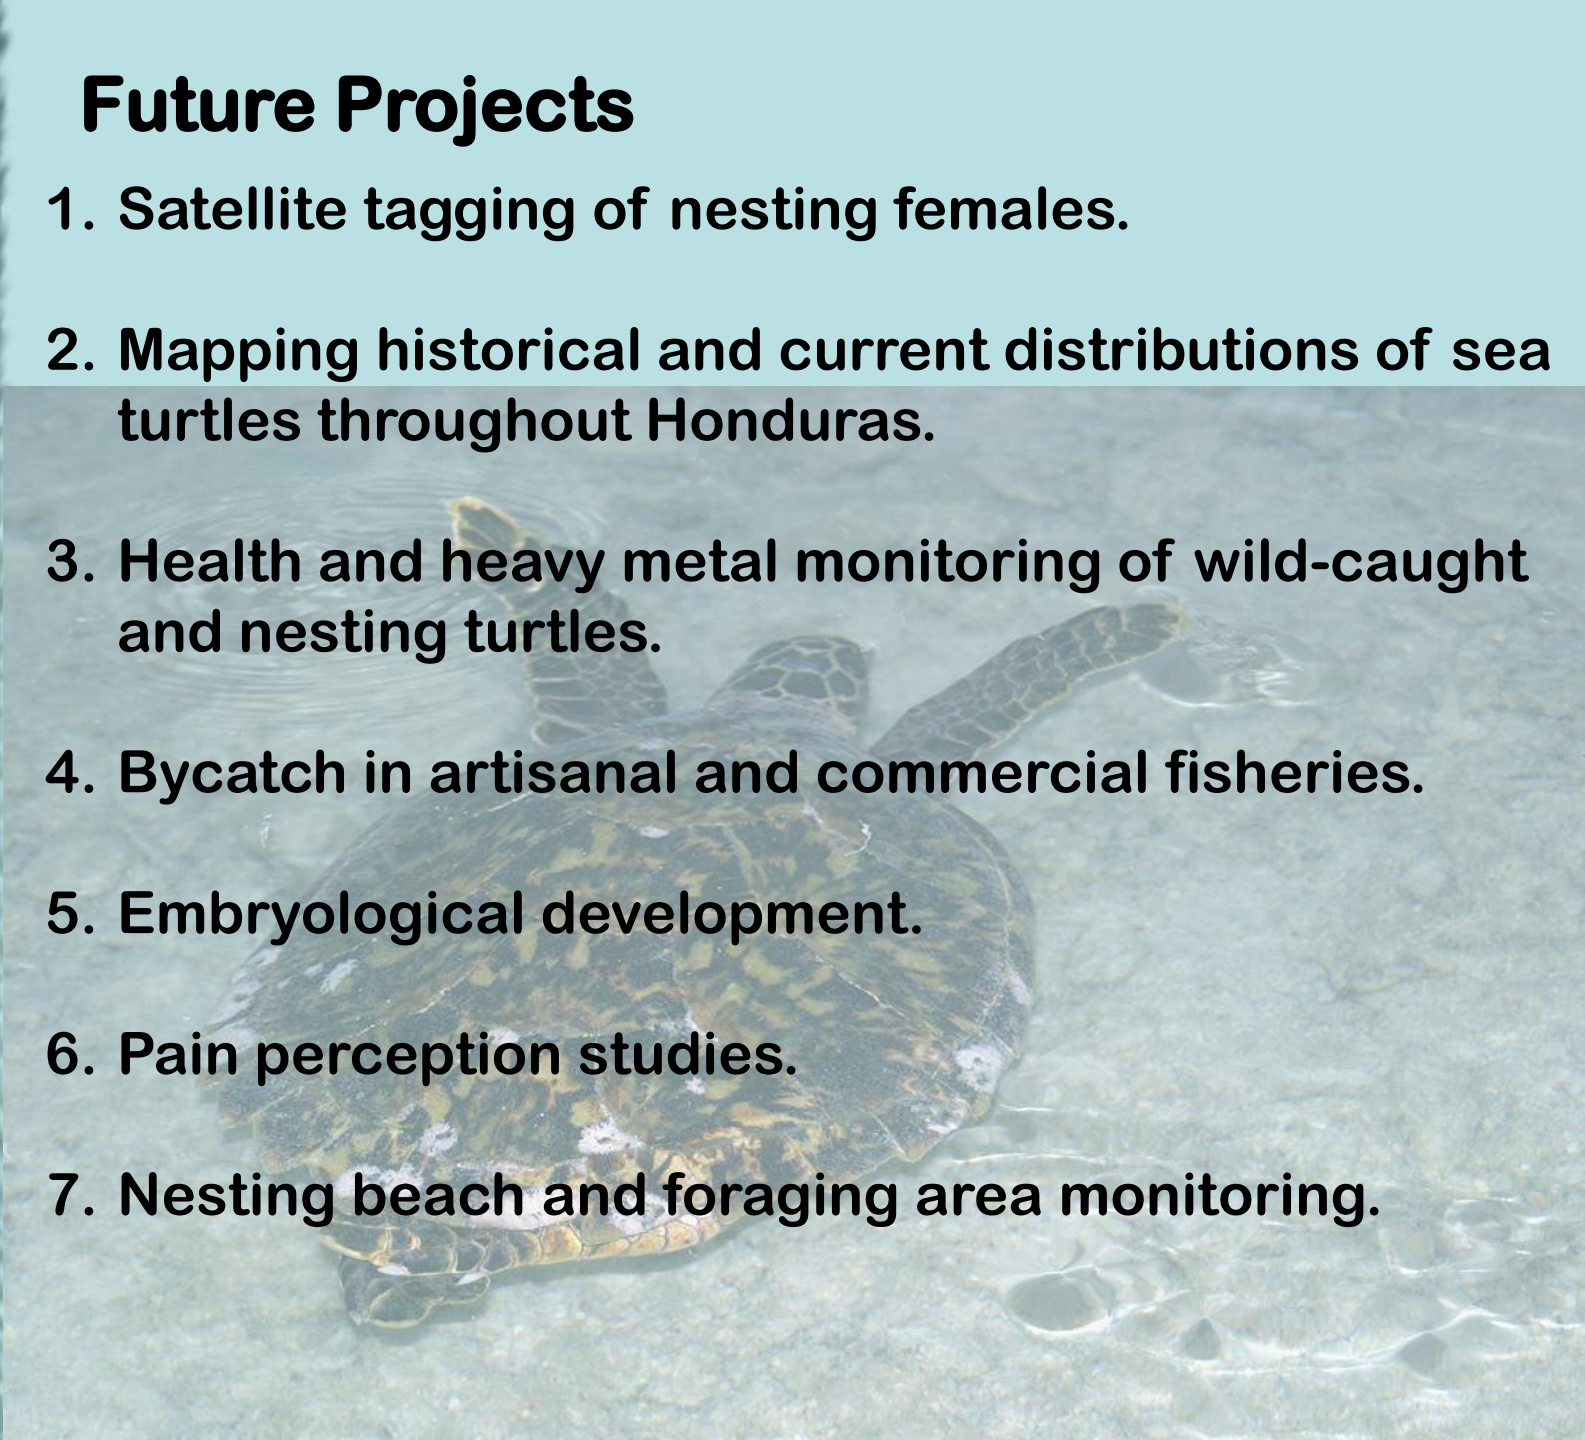 Future Projects
1. Satellite tagging of nesting females.
2. Mapping historical and current distributions of sea
turtles throughout Honduras.
3. Health and heavy metal monitoring of wild-caught
and nesting turtles.
4. Bycatch in artisanal and commercial fisheries.
5. Embryological development.
6. Pain perception studies.
7. Nesting beach and foraging area monitoring.